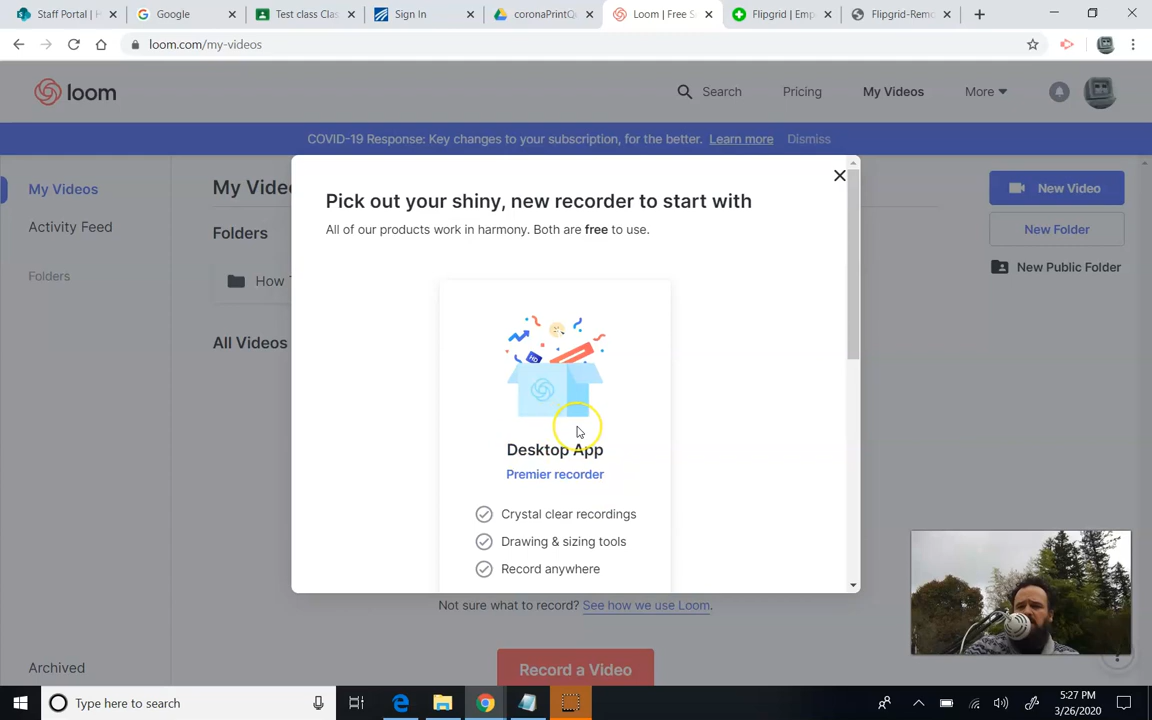 Staff Portal | H
Google
Test class Clas
Sign In
coronaPrintQu
Loom | Free S
Flipgrid | Emp
Flipgrid-Remo
loom.com/my-videos
loom
Search
Pricing
My Videos
More
COVID-19 Response: Key changes to your subscription, for the better. Learn more Dismiss
My Videos
Activity Feed
Folders
Archived
My Vide
Folders
How
All Videos
New Video
New Folder
New Public Folder
Pick out your shiny, new recorder to start with
All of our products work in harmony. Both are free to use.
HD
Desktop App
Premier recorder
Crystal clear recordings
Drawing & sizing tools
Record anywhere
Not sure what to record? See how we use Loom.
Record a Video
Type here to search
5:27 PM
3/26/2020